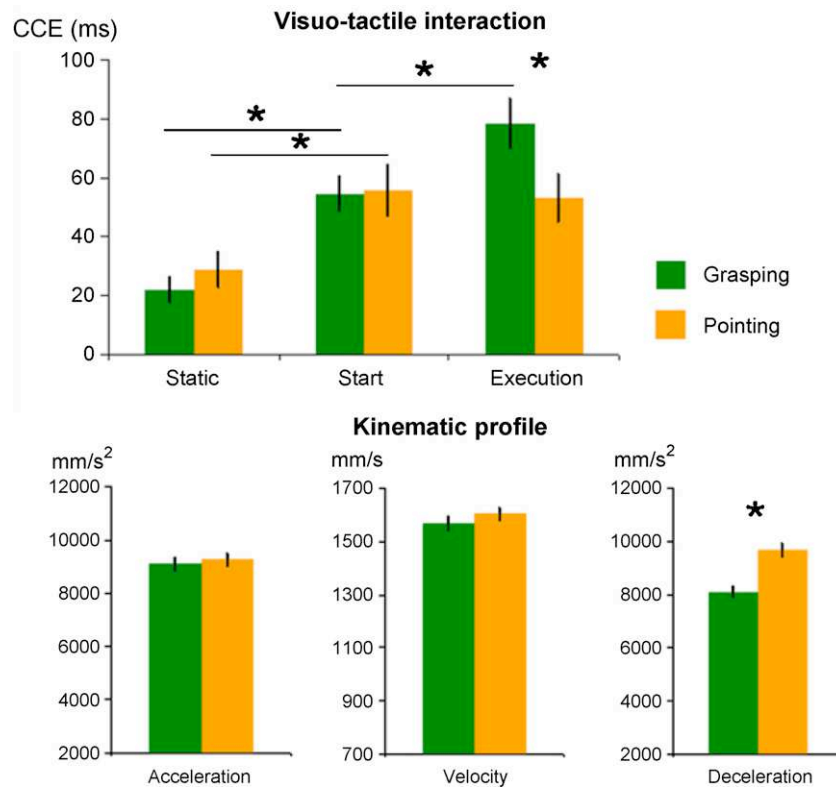 Visuo-tactile interaction
CCE (ms)
100
80
60
40
20
0
*
*
*
*
Static Start Execution
Grasping
Pointing
Kinematic profile
mm/s²
12000
10000
8000
6000
4000
2000
Acceleration
mm/s
1700
1500
1300
1100
900
700
Velocity
mm/s²
12000
10000
8000
6000
4000
2000
*
Deceleration